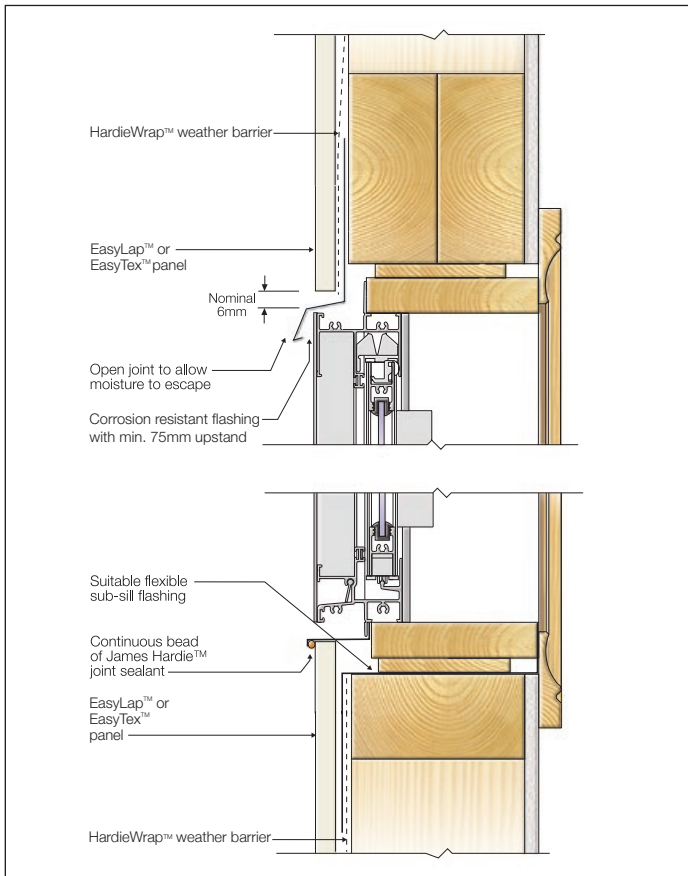 HardieWrap™ weather barrier
EasyLap™ or
EasyTex™ panel
Nominal
6mm
Open joint to allow
moisture to escape
Corrosion resistant flashing
with min. 75mm upstand
Suitable flexible
sub-sill flashing
Continuous bead
of James Hardie™
joint sealant
EasyLap™ or
EasyTex™
panel
HardieWrap™ weather barrier